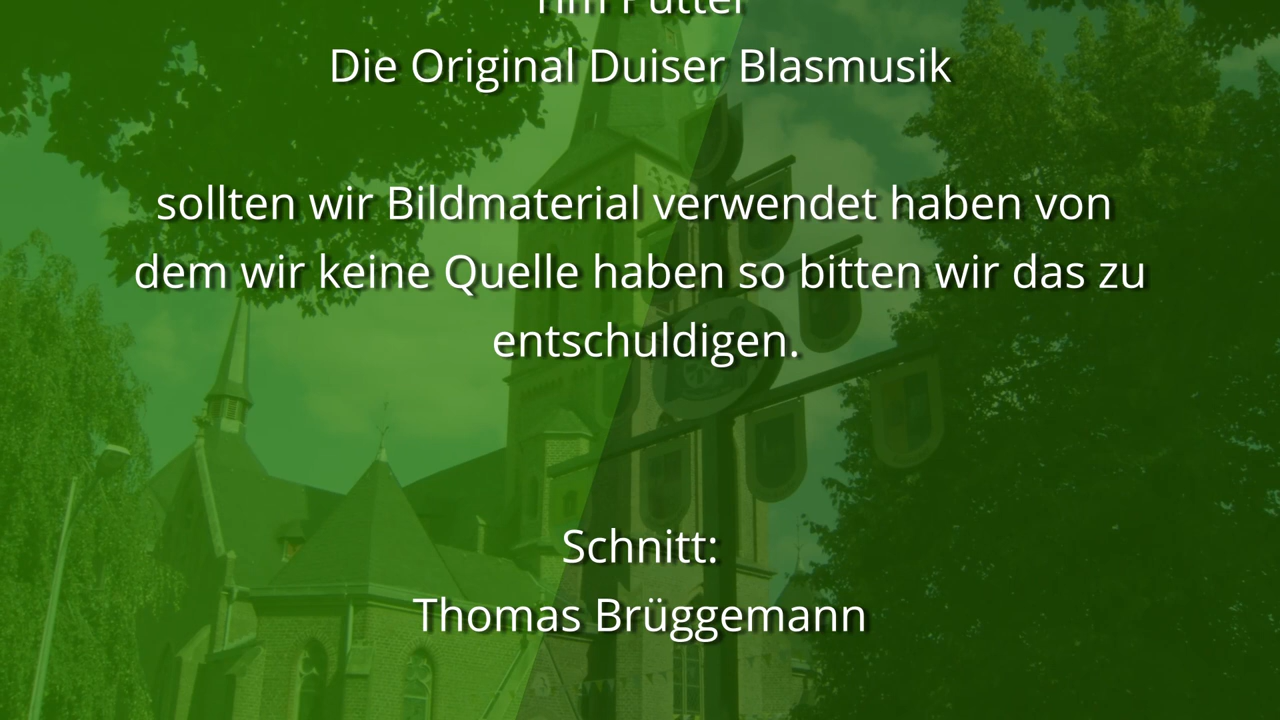 Die Original Duiser Blasmusik
sollten wir Bildmaterial verwendet haben von
dem wir keine Quelle haben so bitten wir das zu
entschuldigen.
Schnitt:
Thomas Brüggemann